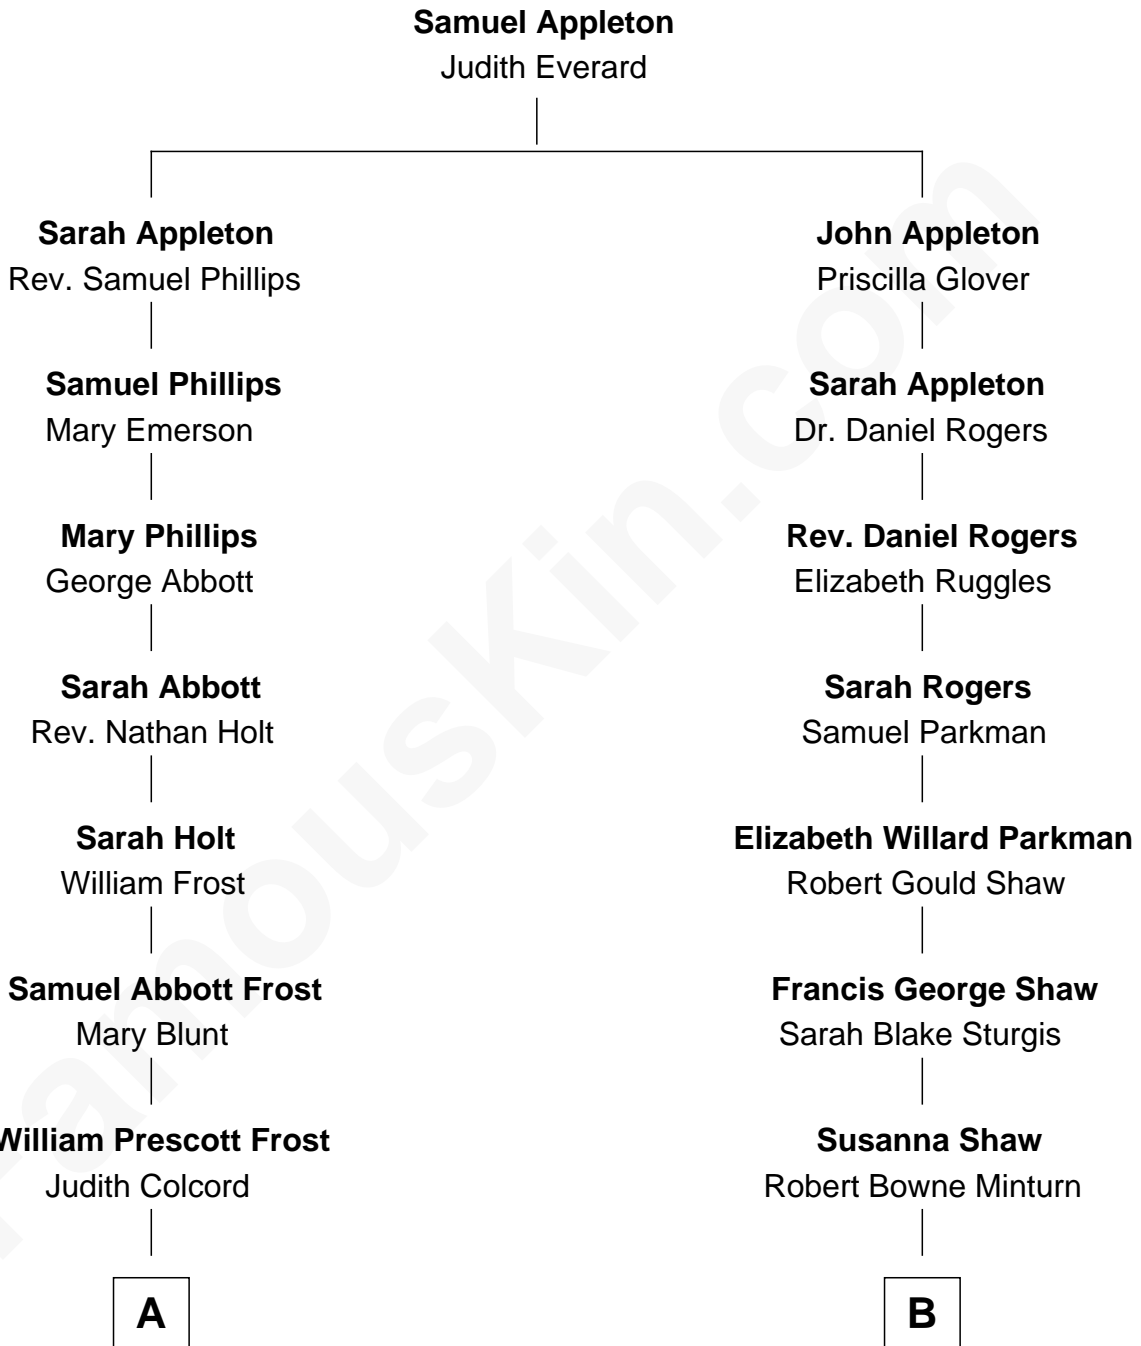 Samuel Appleton
Judith Everard
Sarah Appleton
Rev. Samuel Phillips
John Appleton
Priscilla Glover
Samuel Phillips
Mary Emerson
Sarah Appleton
Dr. Daniel Rogers
Mary Phillips
George Abbott
Rev. Daniel Rogers
Elizabeth Ruggles
Sarah Abbott
Rev. Nathan Holt
Sarah Rogers
Samuel Parkman
Sarah Holt
William Frost
Elizabeth Willard Parkman
Robert Gould Shaw
Samuel Abbott Frost
Mary Blunt
Francis George Shaw
Sarah Blake Sturgis
William Prescott Frost
Judith Colcord
Susanna Shaw
Robert Bowne Minturn
A
B
FamousKin.com